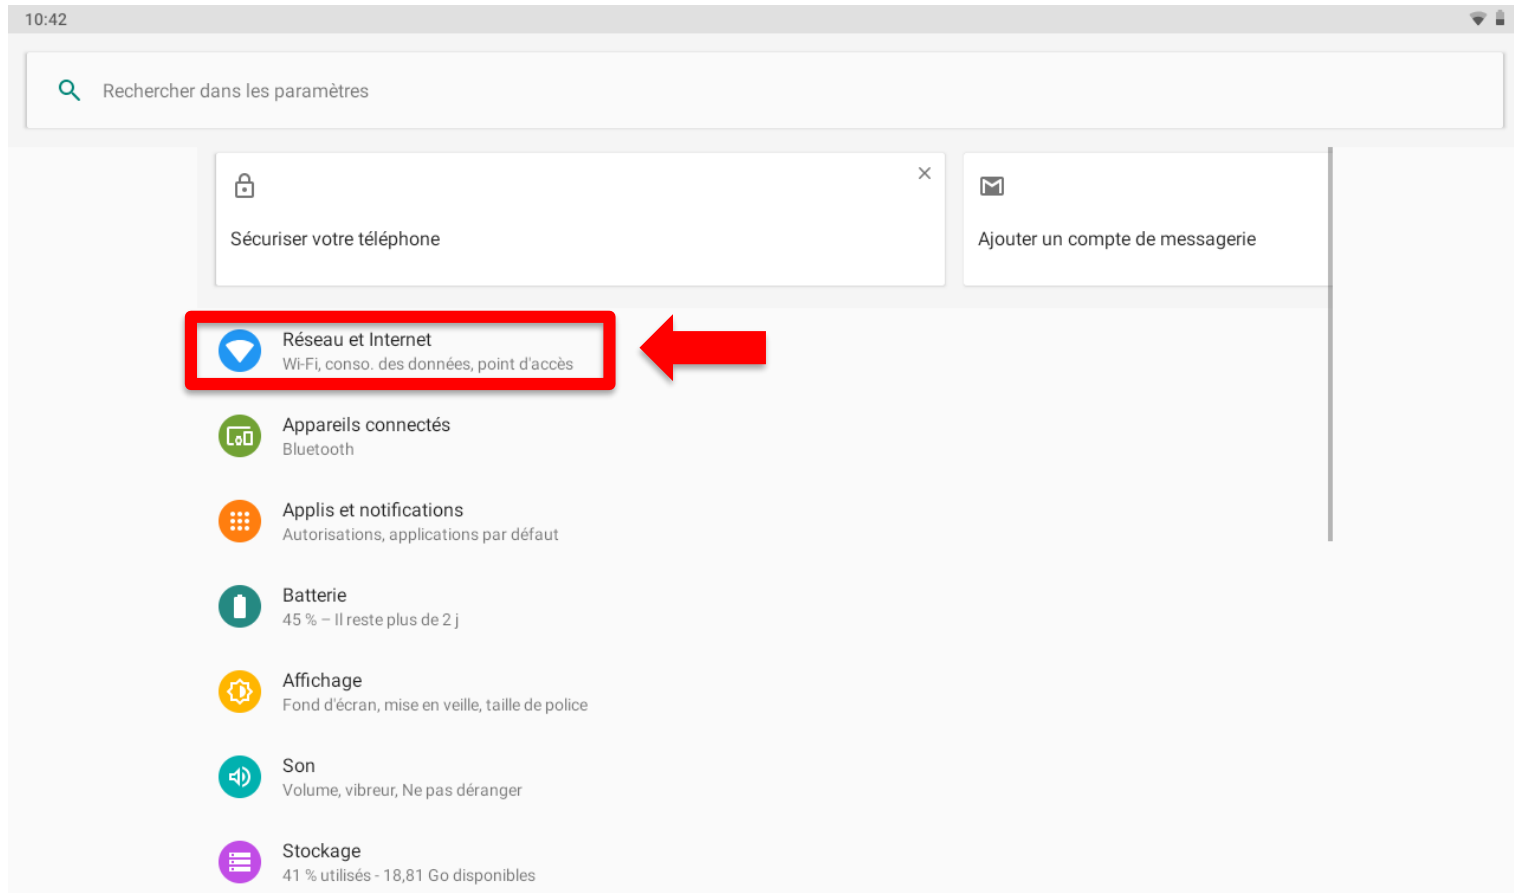 10:42
Rechercher dans les paramètres
Sécuriser votre téléphone
Ajouter un compte de messagerie
Réseau et Internet
Wi-Fi, conso. des données, point d'accès
Appareils connectés
Bluetooth
Applis et notifications
Autorisations, applications par défaut
Batterie
45 % – Il reste plus de 2 j
Affichage
Fond d'écran, mise en veille, taille de police
Son
Volume, vibreur, Ne pas déranger
Stockage
41 % utilisés - 18,81 Go disponibles